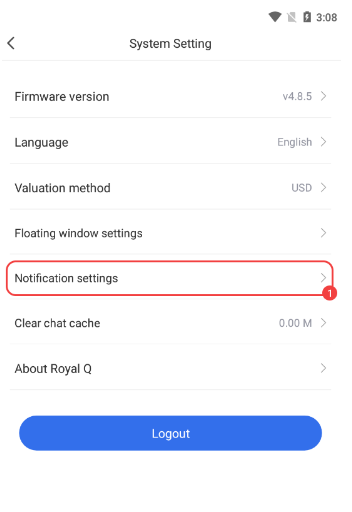 3:08
System Setting
Firmware version v4.8.5
Language English
Valuation method USD
Floating window settings
Notification settings
1
Clear chat cache 0.00 M
About Royal Q
Logout